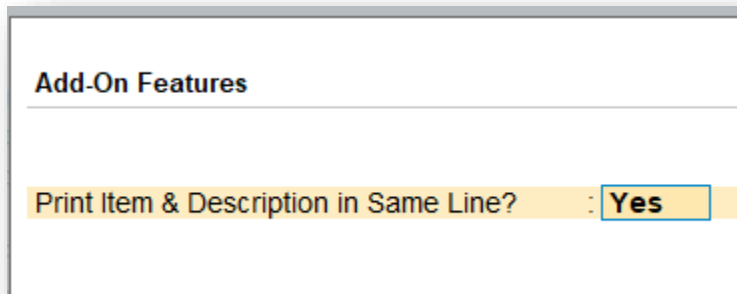 Add-On Features
Print Item & Description in Same Line? : Yes